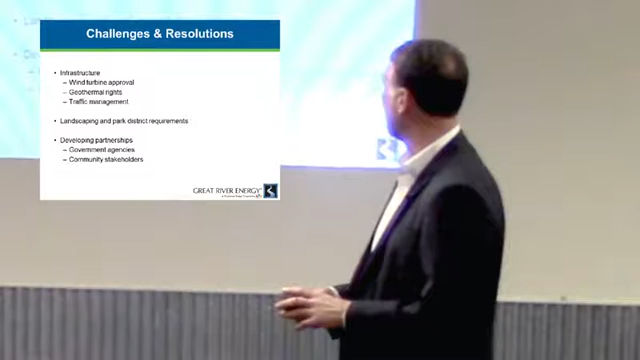 Challenges & Resolutions
• Infrastructure
– Wind turbine approval
– Geothermal rights
– Traffic management
• Landscaping and park district requirements
• Developing partnerships
– Government agencies
– Community stakeholders
GREAT RIVER ENERGY